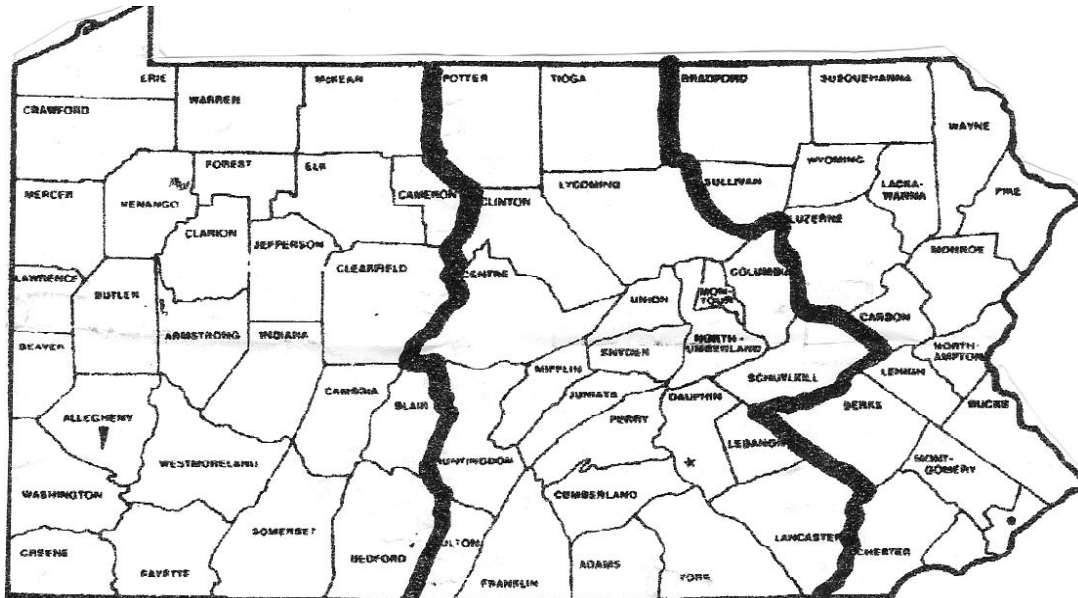 ERIE
McKEAN
POTTER
TIOGA
BRADFORD
SUSQUEHANNA
WARREN
CRAWFORD
WAYNE
FOREST
ELK
WYOMING
MERCER
VENANGO
CAMERON
CLINTON
LYCOMING
SULLIVAN
LACKA-
WANNA
PIKE
CLARION
JEFFERSON
LUZERNE
MONROE
LAWRENCE
BUTLER
CLEARFIELD
CENTRE
COLUMBIA
UNION
MON-
TOUR
CARBON
BEAVER
ARMSTRONG
INDIANA
SNYDER
NORTH-
UMBERLAND
NORTH-
AMPTON
MIFFLIN
SCHUYLKILL
LEHIGH
CAMBRIA
BLAIR
JUNIATA
DAUPHIN
BERKS
BUCKS
ALLEGHENY
PERRY
LEBANON
WESTMORELAND
HUNTINGDON
MONT-
GOMERY
WASHINGTON
CUMBERLAND
SOMERSET
LANCASTER
CHESTER
GREENE
FAYETTE
BEDFORD
FULTON
FRANKLIN
ADAMS
YORK